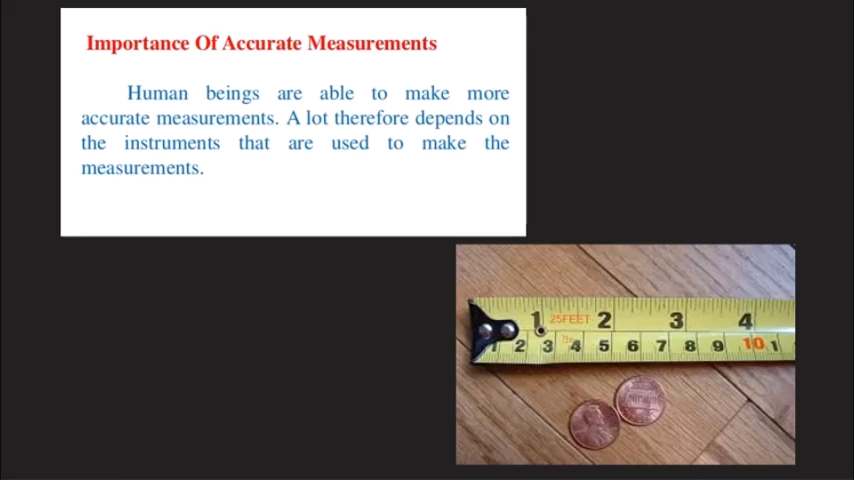 Importance Of Accurate Measurements
Human beings are able to make more
accurate measurements. A lot therefore depends on
the instruments that are used to make the
measurements.
1 25FEET 2 3 4
1 2 3 4 5 6 7 8 9 10 1